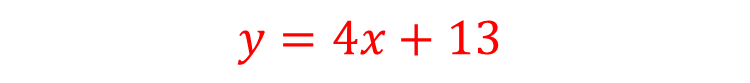 y = 4x + 13